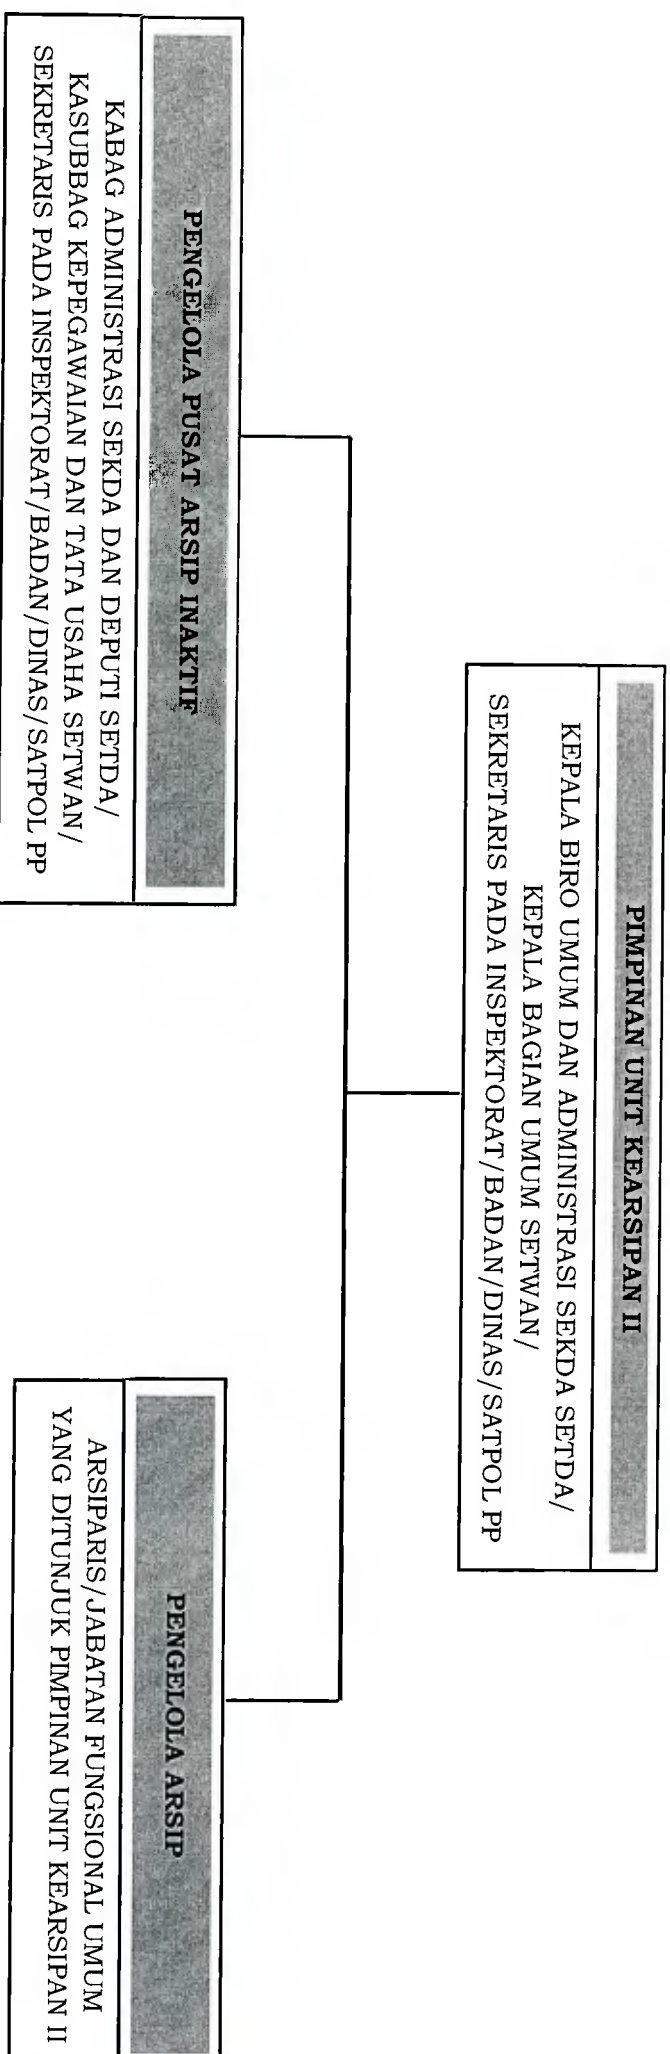 PIMPINAN UNIT KEARSIPAN II
KEPALA BIRO UMUM DAN ADMINISTRASI SEKDA SETDA/
KEPALA BAGIAN UMUM SETWAN/
SEKRETARIS PADA INSPEKTORAT/BADAN/DINAS/SATPOL PP
PENGELOLA PUSAT ARSIP INAKTIF
KABAG ADMINISTRASI SEKDA DAN DEPUTI SETDA/
KASUBBAG KEPEGAWAIAN DAN TATA USAHA SETWAN/
SEKRETARIS PADA INSPEKTORAT/BADAN/DINAS/SATPOL PP
PENGELOLA ARSIP
ARSIPARIS/JABATAN FUNGSIONAL UMUM
YANG DITUNJUK PIMPINAN UNIT KEARSIPAN II